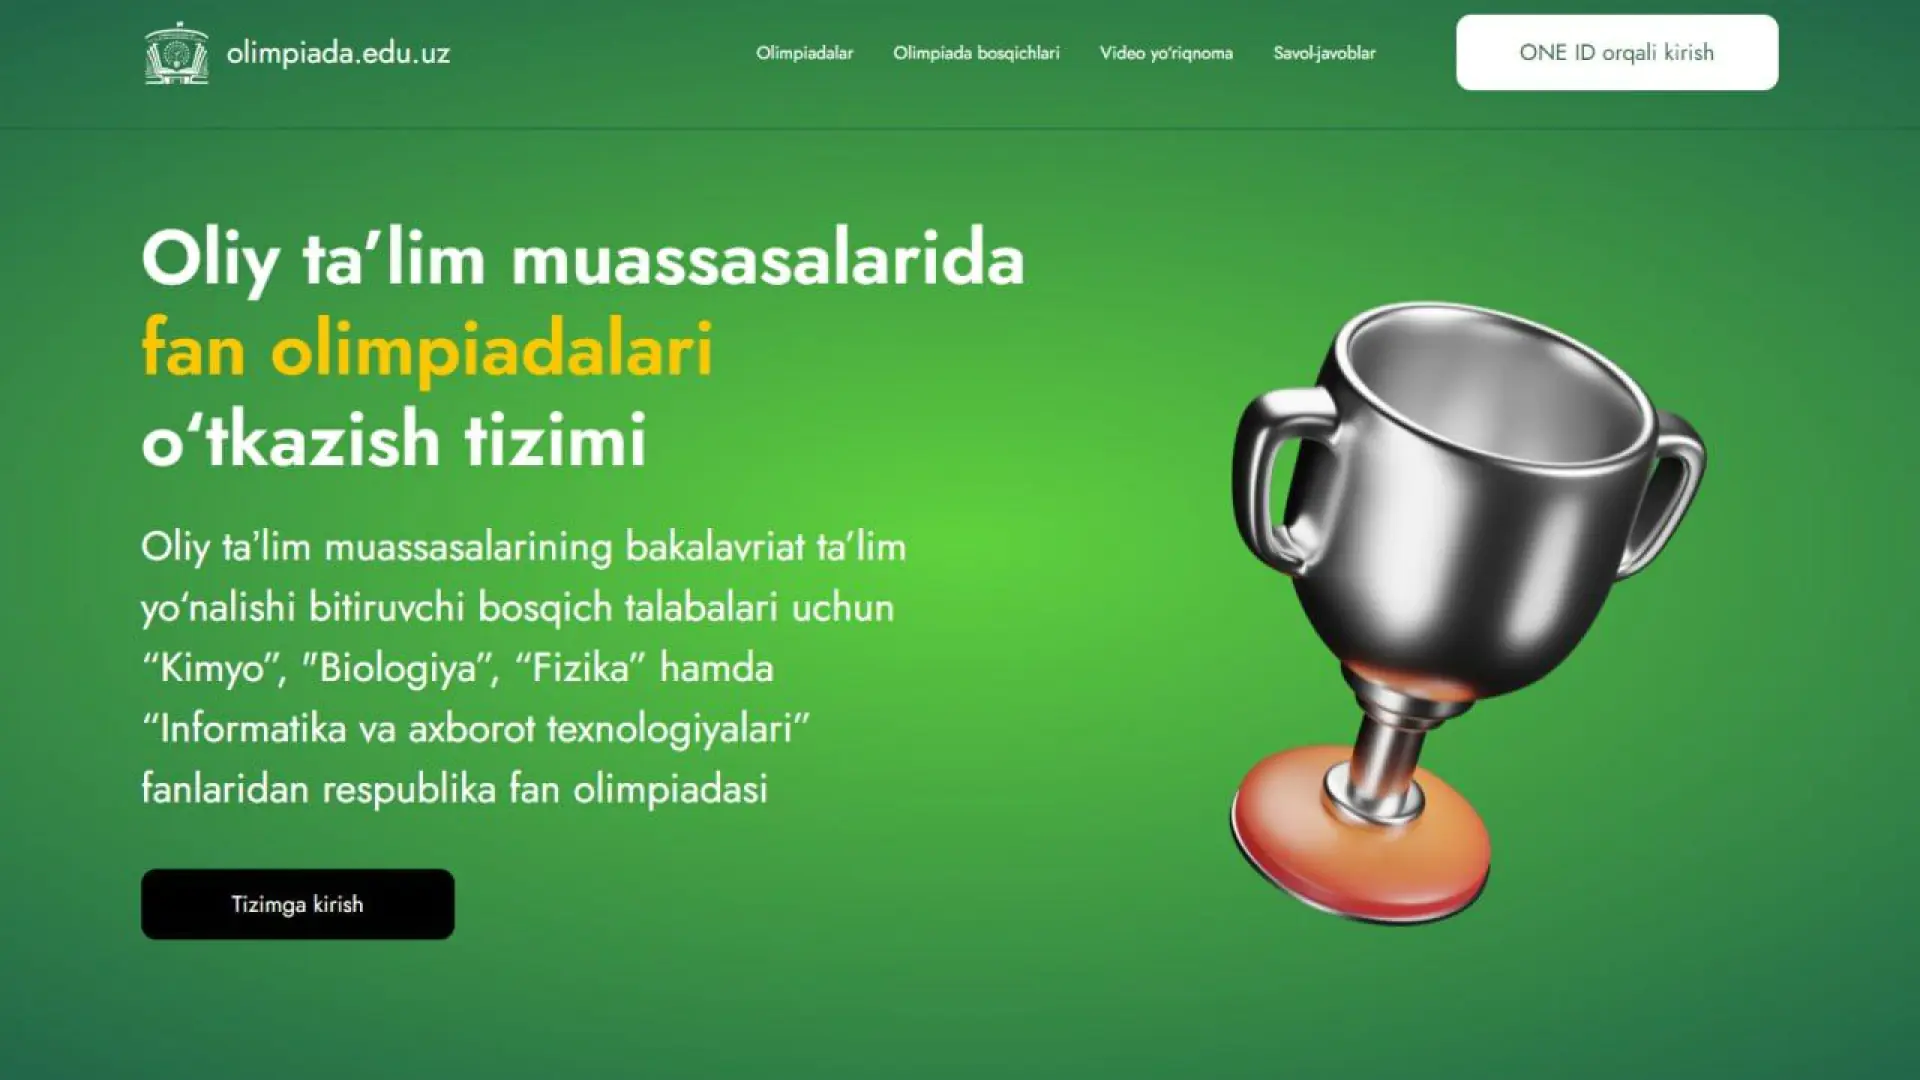 olimpiada.edu.uz
Olimpiadalar
Olimpiada bosqichlari
Video yo‘riqnoma
Savol-javoblar
ONE ID orqali kirish
Oliy ta’lim muassasalarida
fan olimpiadalari
o‘tkazish tizimi
Oliy ta’lim muassasalarining bakalavriat ta’lim
yo‘nalishi bitiruvchi bosqich talabalari uchun
“Kimyo”, "Biologiya”, “Fizika” hamda
“Informatika va axborot texnologiyalari”
fanlaridan respublika fan olimpiadasi
Tizimga kirish